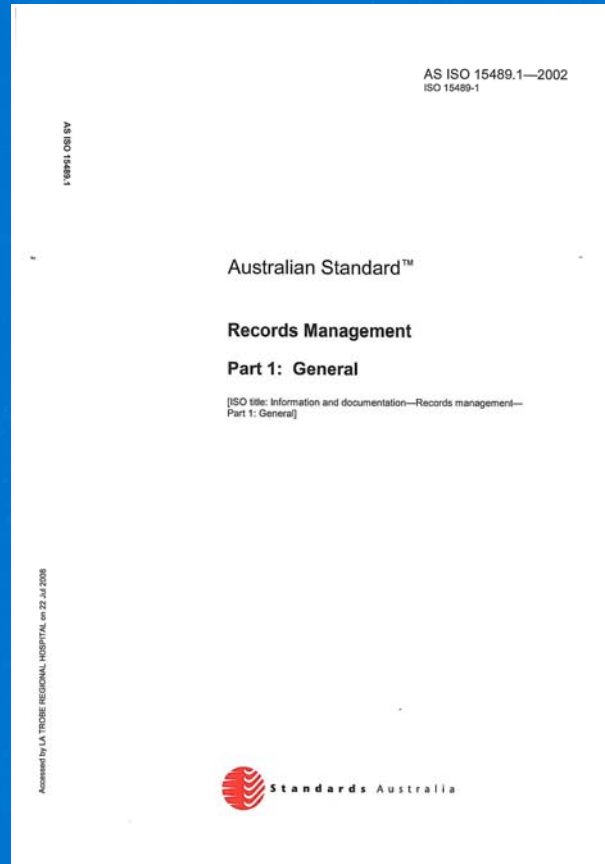 AS ISO 15489.1—2002
ISO 15489-1
AS ISO 15489.1
Australian Standard™
Records Management
Part 1: General
[ISO title: Information and documentation—Records management—
Part 1: General]
Accessed by LA TROBE REGIONAL HOSPITAL on 22 Jul 2008
Standards Australia